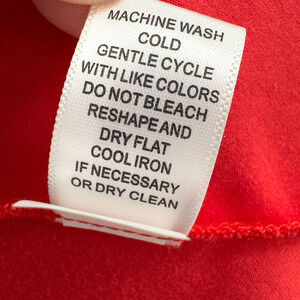 MACHINE WASH
COLD
GENTLE CYCLE
WITH LIKE COLORS
DO NOT BLEACH
RESHAPE AND
DRY FLAT
COOL IRON
IF NECESSARY
OR DRY CLEAN